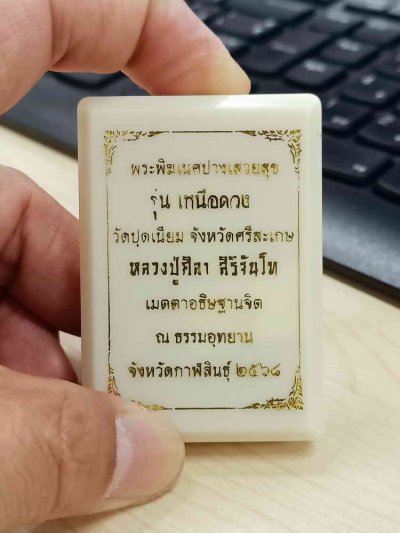 พระพิฆเนศปางเสวยสุข
รุ่น เหนือดวง
วัดปุดเนียม จังหวัดศรีสะเกษ
หลวงปู่ศิลา สิริจันโท
เมตตาอธิษฐานจิต
ณ ธรรมอุทยาน
จังหวัดกาฬสินธุ์ ๒๕๖๘